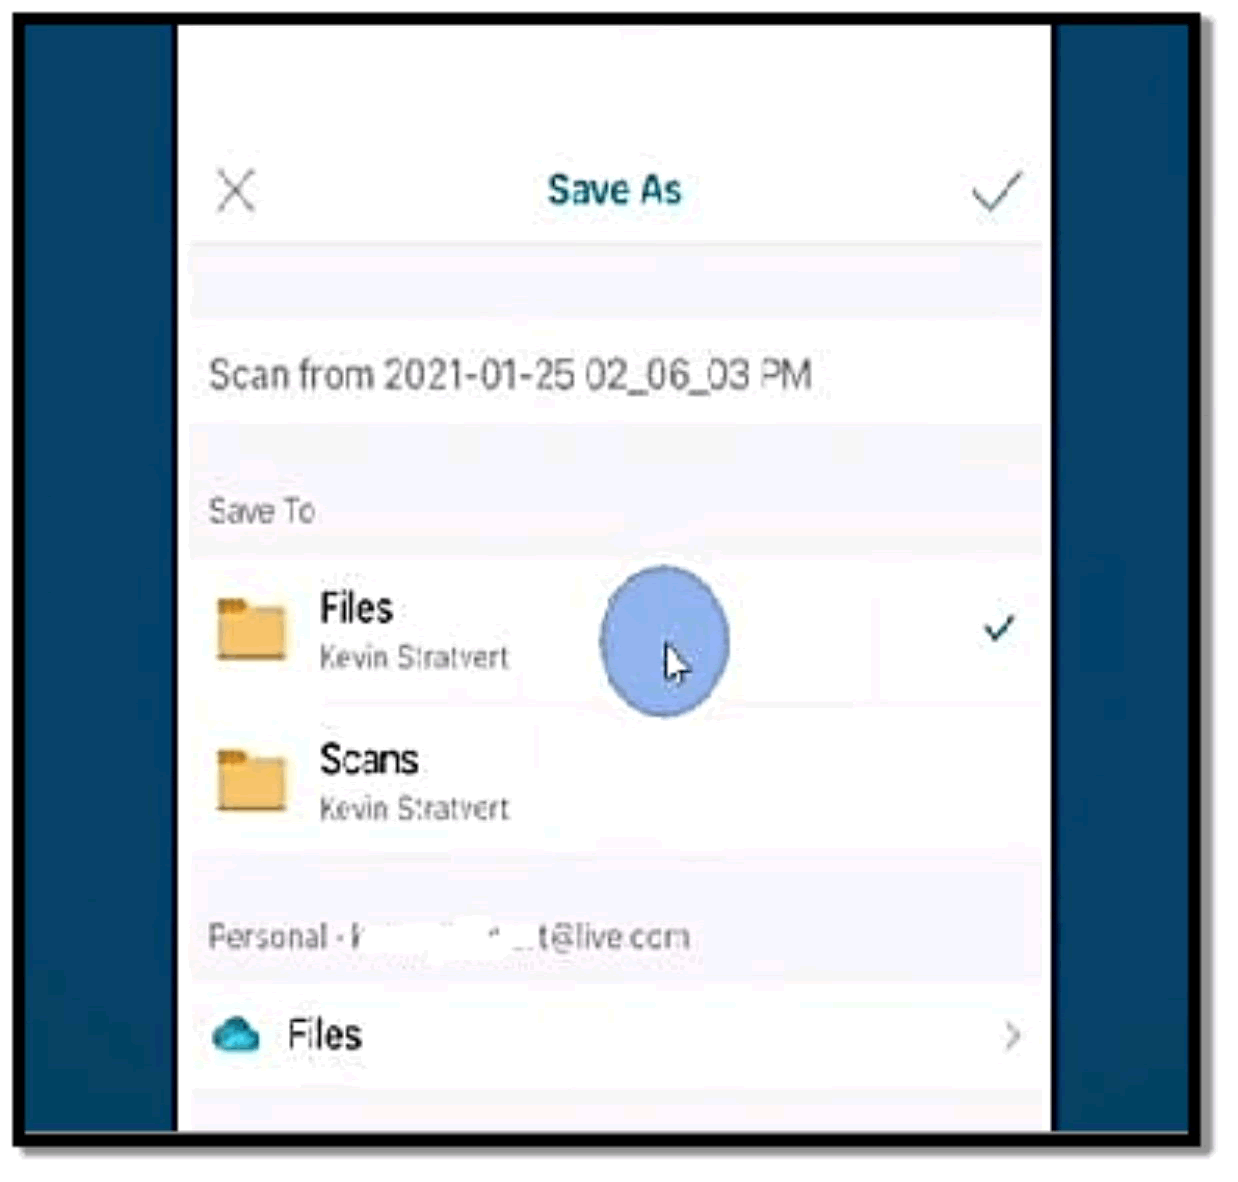 Save As
Scan from 2021-01-25 02_06_03 PM
Save To
Files
Kevin Stratvert
Scans
Kevin Stratvert
Personal - t@live.com
Files